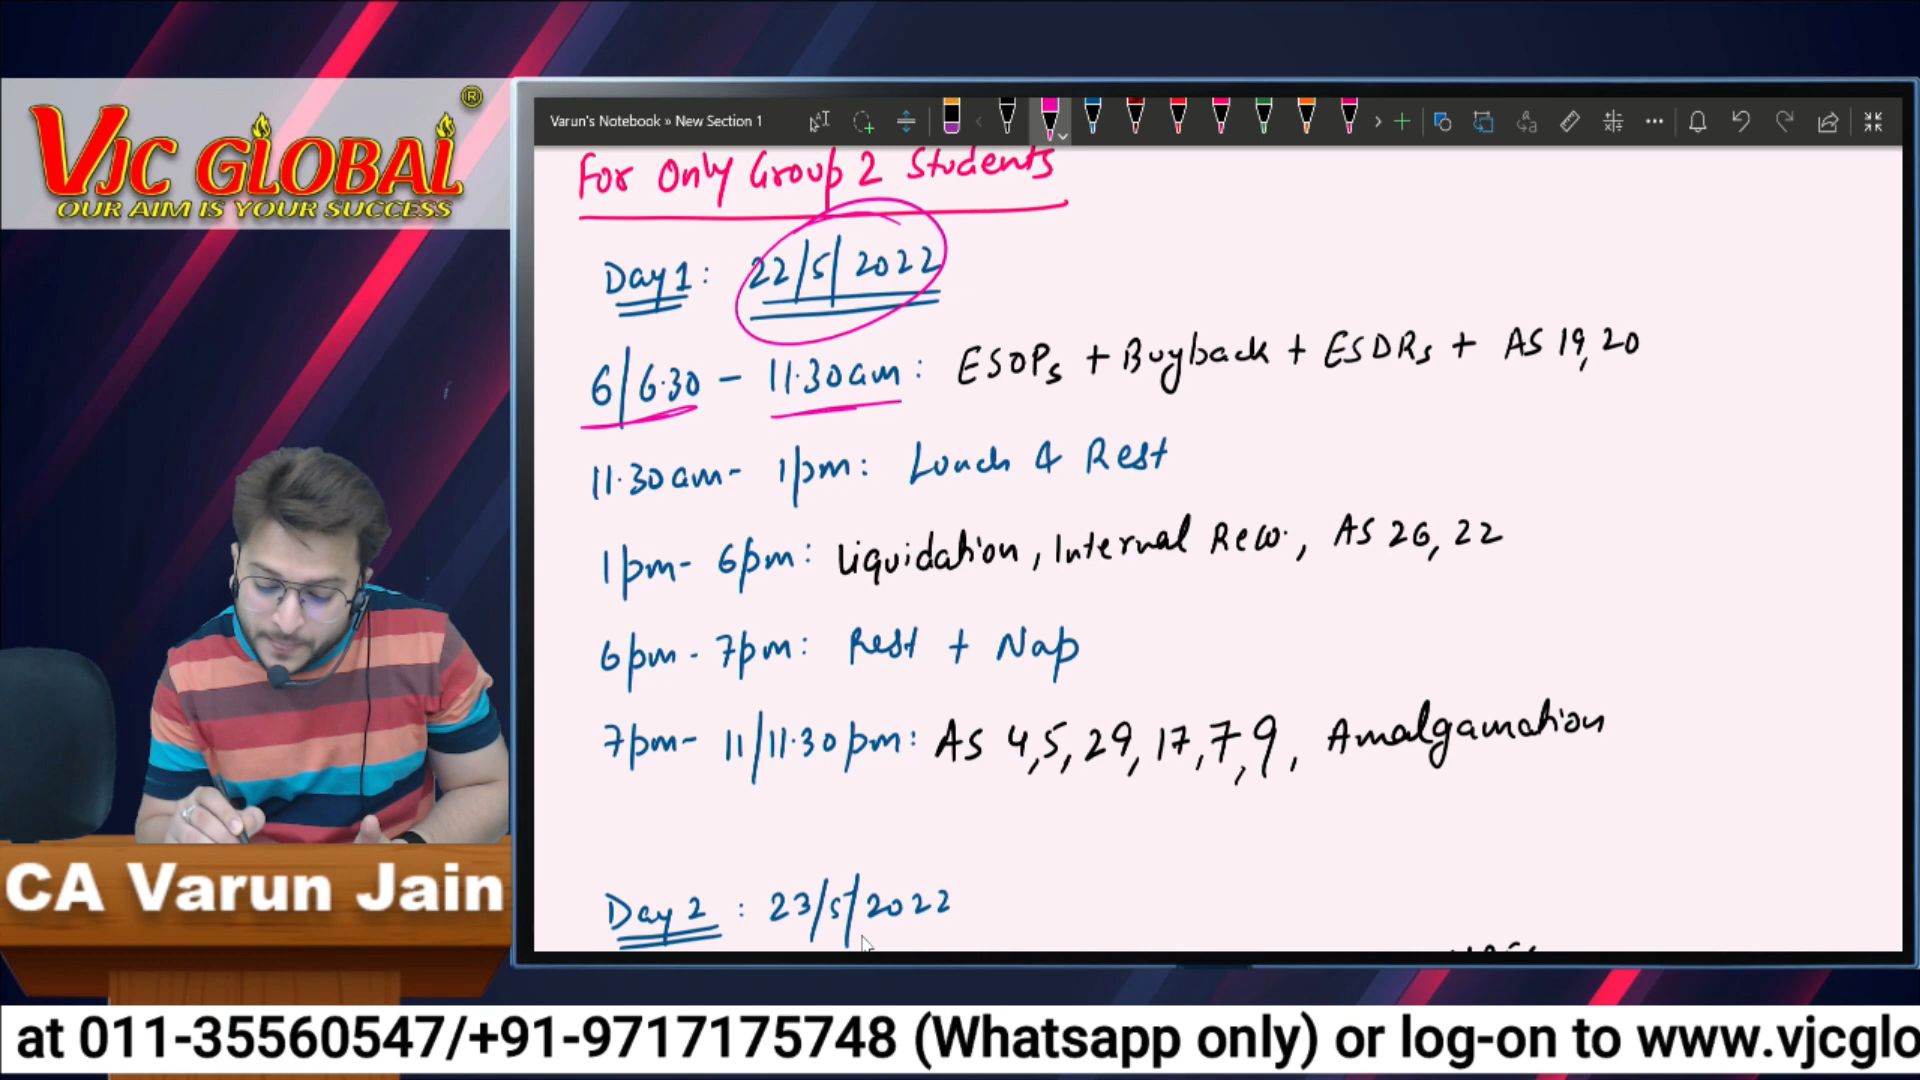 VJC GLOBAL ®
OUR AIM IS YOUR SUCCESS
Varun's Notebook » New Section 1
For Only Group 2 Students
Day 1: 22/5/2022
6/6.30 - 11.30am: ESOPs + Buyback + ESDRs + AS 19,20
11.30am- 1pm: Lunch & Rest
1pm- 6pm: Liquidation, Internal Reco., AS 26, 22
6pm - 7pm: Rest + Nap
7pm- 11/11.30pm: AS 4,5, 29, 17, 7, 9, Amalgamation
Day 2 : 23/5/2022
CA Varun Jain
at 011-35560547/+91-9717175748 (Whatsapp only) or log-on to www.vjcglo